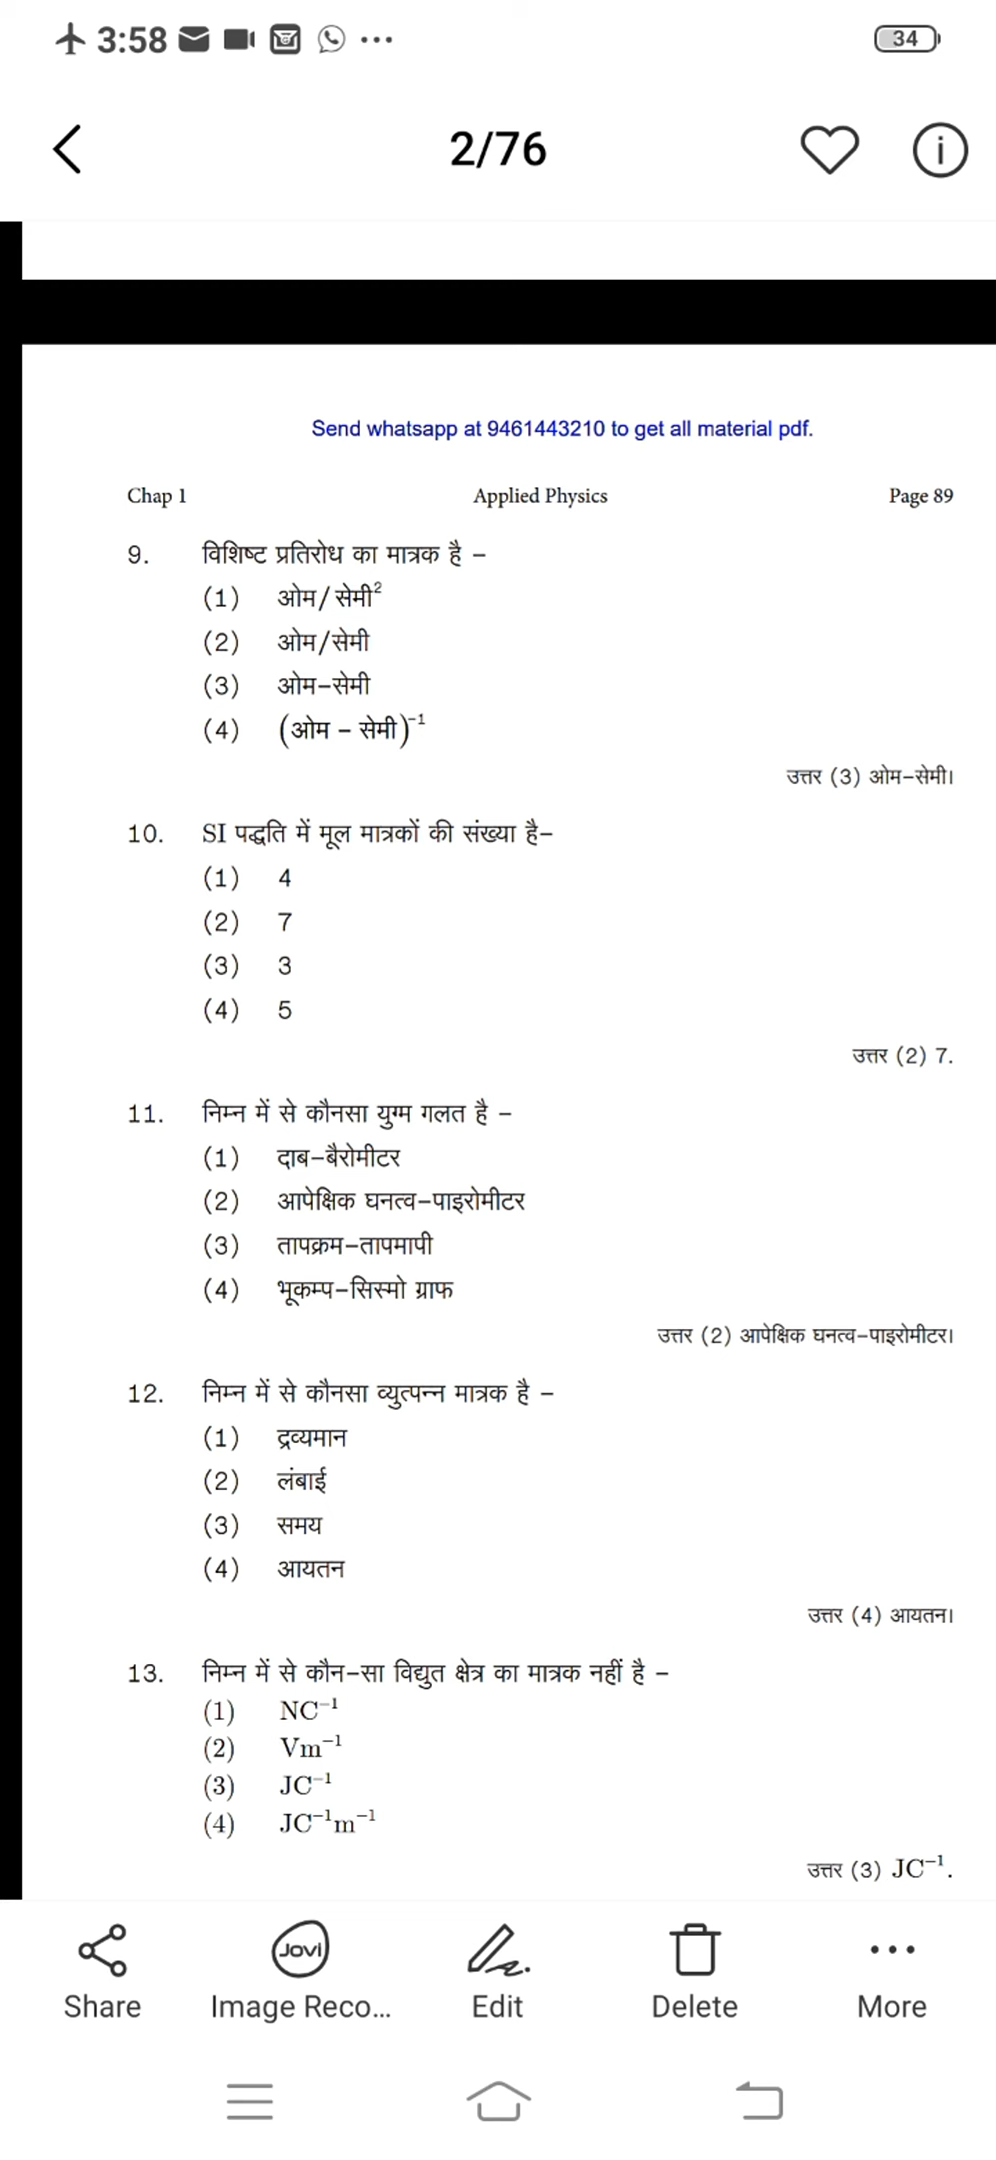 3:58
34
2/76
Send whatsapp at 9461443210 to get all material pdf.
Chap 1 Applied Physics Page 89
9. विशिष्ट प्रतिरोध का मात्रक है –
(1) ओम/सेमी²
(2) ओम/सेमी
(3) ओम–सेमी
(4) (ओम – सेमी)⁻¹
उत्तर (3) ओम–सेमी।
10. SI पद्धति में मूल मात्रकों की संख्या है–
(1) 4
(2) 7
(3) 3
(4) 5
उत्तर (2) 7.
11. निम्न में से कौनसा युग्म गलत है –
(1) दाब–बैरोमीटर
(2) आपेक्षिक घनत्व–पाइरोमीटर
(3) तापक्रम–तापमापी
(4) भूकम्प–सिस्मो ग्राफ
उत्तर (2) आपेक्षिक घनत्व–पाइरोमीटर।
12. निम्न में से कौनसा व्युत्पन्न मात्रक है –
(1) द्रव्यमान
(2) लंबाई
(3) समय
(4) आयतन
उत्तर (4) आयतन।
13. निम्न में से कौन–सा विद्युत क्षेत्र का मात्रक नहीं है –
(1) NC⁻¹
(2) Vm⁻¹
(3) JC⁻¹
(4) JC⁻¹m⁻¹
उत्तर (3) JC⁻¹.
Jovi
Share Image Reco... Edit Delete More